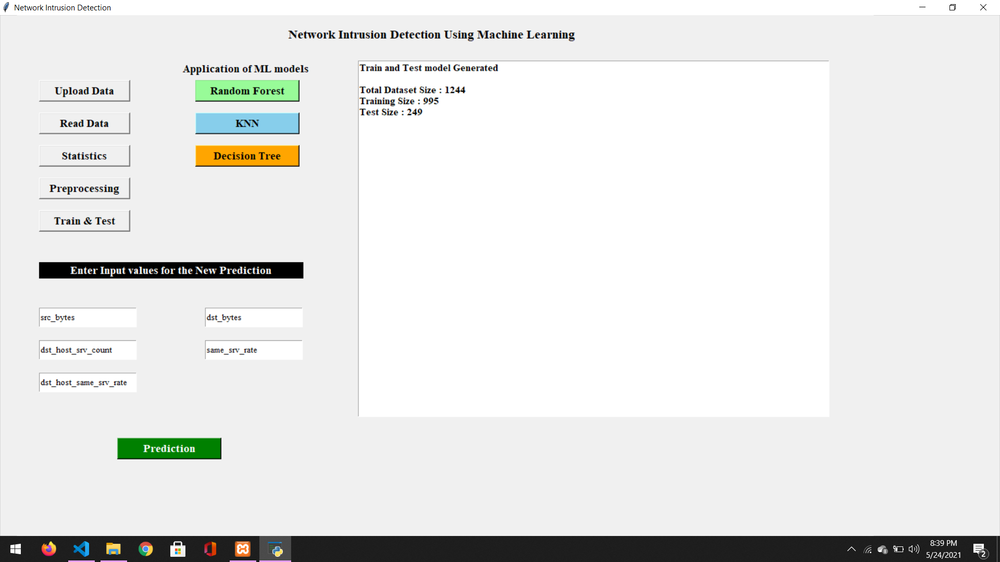 Network Intrusion Detection
Network Intrusion Detection Using Machine Learning
Application of ML models
Upload Data
Random Forest
Read Data
KNN
Statistics
Decision Tree
Preprocessing
Train & Test
Enter Input values for the New Prediction
src_bytes
dst_bytes
dst_host_srv_count
same_srv_rate
dst_host_same_srv_rate
Prediction
Train and Test model Generated
Total Dataset Size : 1244
Training Size : 995
Test Size : 249
8:39 PM
5/24/2021
2